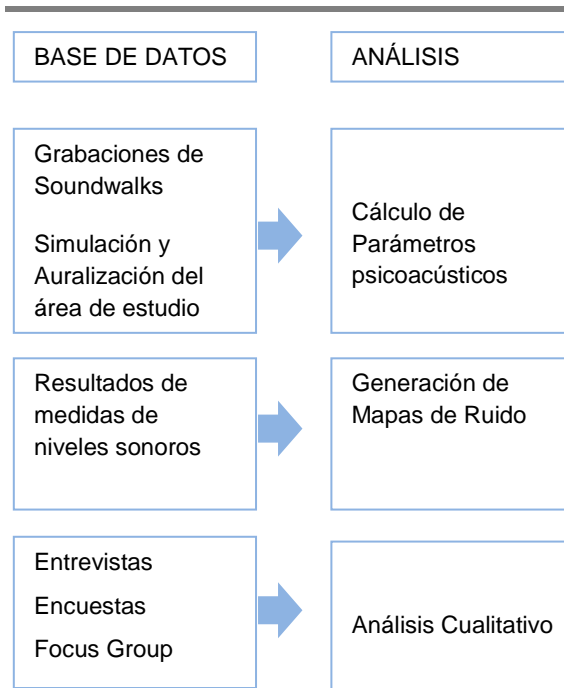 BASE DE DATOS
ANÁLISIS
Grabaciones de
Soundwalks
Simulación y
Auralización del
área de estudio
Cálculo de
Parámetros
psicoacústicos
Resultados de
medidas de
niveles sonoros
Generación de
Mapas de Ruido
Entrevistas
Encuestas
Focus Group
Análisis Cualitativo